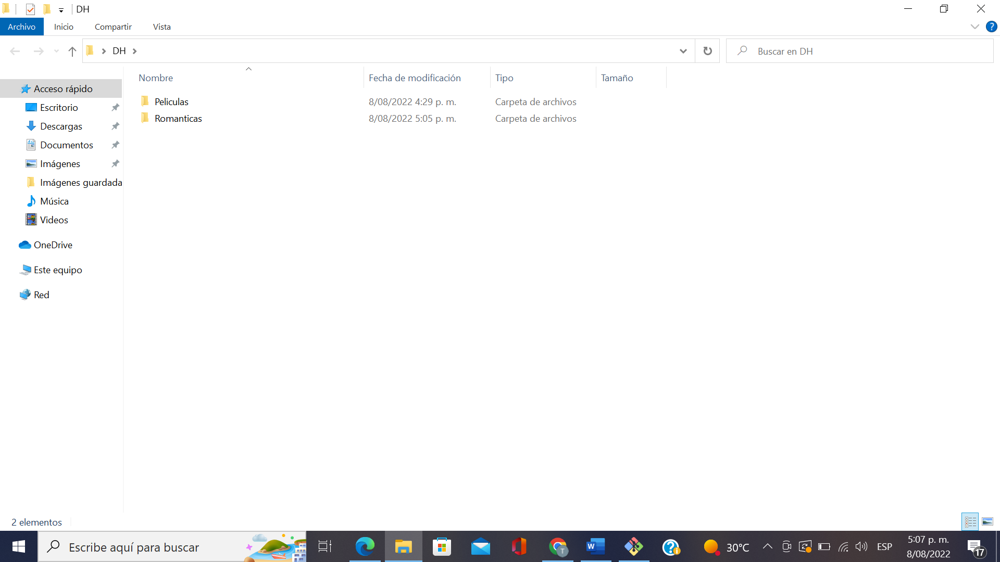 DH
Archivo Inicio Compartir Vista
DH
Buscar en DH
Nombre Fecha de modificación Tipo Tamaño
Peliculas 8/08/2022 4:29 p. m. Carpeta de archivos
Romanticas 8/08/2022 5:05 p. m. Carpeta de archivos
Acceso rápido
Escritorio
Descargas
Documentos
Imágenes
Imágenes guardada
Música
Videos
OneDrive
Este equipo
Red
2 elementos
Escribe aquí para buscar
T
W
30°C
ESP
5:07 p. m.
8/08/2022
17